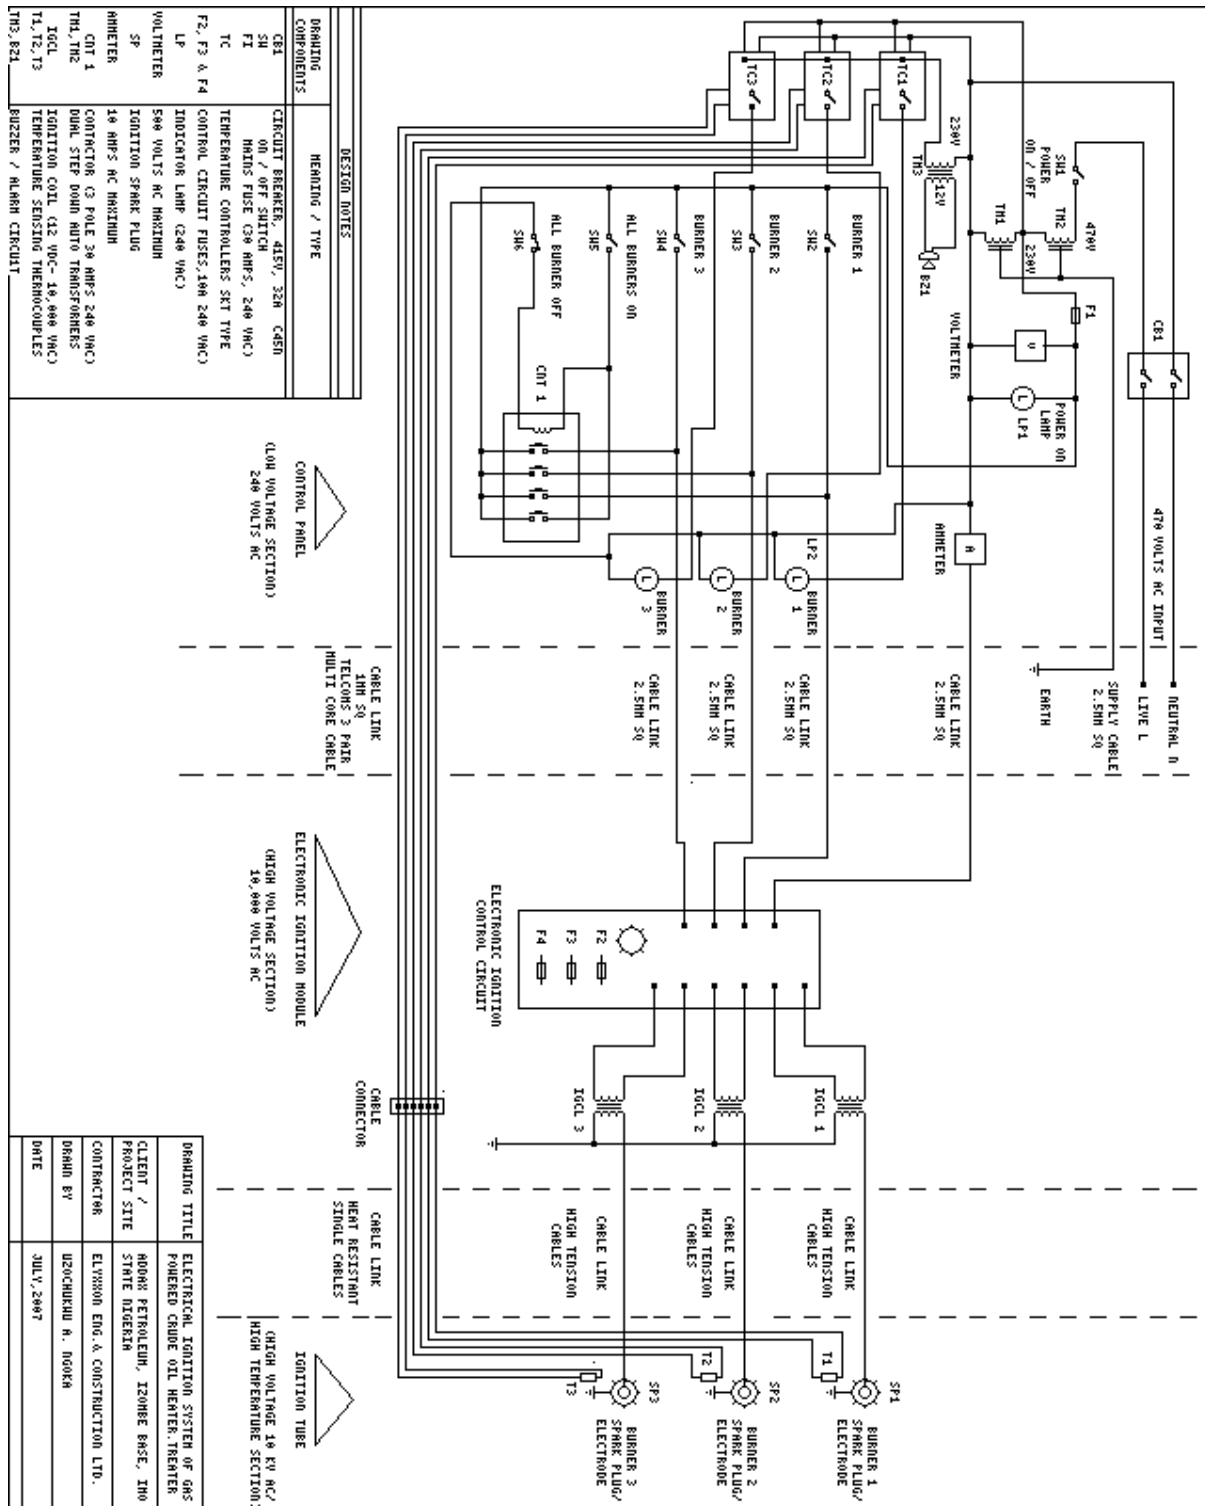 470 VOLTS AC INPUT
NEUTRAL N
LIVE L
SUPPLY CABLE
2.5MM SQ
EARTH
CB1
SW1
POWER
ON / OFF
470V
TM2
TM1
230V
F1
V
VOLTMETER
POWER ON
LAMP
L
LP1
AMMETER
A
CABLE LINK
2.5MM SQ
230V
TM3
12V
BZ1
TC1
TC2
TC3
BURNER 1
SW2
BURNER 2
SW3
BURNER 3
SW4
ALL BURNERS ON
SW5
ALL BURNER OFF
SW6
CNT 1
LP2
L
BURNER
1
L
BURNER
2
L
BURNER
3
CABLE LINK
2.5MM SQ
CABLE LINK
2.5MM SQ
CABLE LINK
2.5MM SQ
CABLE LINK
1MM SQ
TELCOMS 3 PAIR
MULTI CORE CABLE
CONTROL PANEL
(LOW VOLTAGE SECTION)
240 VOLTS AC
ELECTRONIC IGNITION
CONTROL CIRCUIT
F2
F3
F4
ELECTRONIC IGNITION MODULE
(HIGH VOLTAGE SECTION)
10,000 VOLTS AC
IGCL 1
IGCL 2
IGCL 3
CABLE
CONNECTOR
CABLE LINK
HIGH TENSION
CABLES
CABLE LINK
HIGH TENSION
CABLES
CABLE LINK
HIGH TENSION
CABLES
CABLE LINK
HEAT RESISTANT
SINGLE CABLES
T1
SP1
BURNER 1
SPARK PLUG/
ELECTRODE
T2
SP2
BURNER 2
SPARK PLUG/
ELECTRODE
T3
SP3
BURNER 3
SPARK PLUG/
ELECTRODE
IGNITION TUBE
(HIGH VOLTAGE 10 KV AC/
HIGH TEMPERATURE SECTION)
DESIGN NOTES
DRAWING COMPONENTS MEANING / TYPE
CB1 CIRCUIT BREAKER, 415V, 32A C45N
SW ON / OFF SWITCH
F1 MAINS FUSE (30 AMPS, 240 VAC)
TC TEMPERATURE CONTROLLERS SKT TYPE
F2, F3 & F4 CONTROL CIRCUIT FUSES,10A 240 VAC)
LP INDICATOR LAMP (240 VAC)
VOLTMETER 500 VOLTS AC MAXIMUM
SP IGNITION SPARK PLUG
AMMETER 10 AMPS AC MAXIMUM
CNT 1 CONTACTOR (3 POLE 30 AMPS 240 VAC)
TM1,TM2 DUAL STEP DOWN AUTO TRANSFORMERS
IGCL IGNITION COIL (12 VDC- 10,000 VAC)
T1,T2,T3 TEMPERATURE SENSING THERMOCOUPLES
TM3,BZ1 BUZZER / ALARM CIRCUIT
DRAWING TITLE ELECTRICAL IGNITION SYSTEM OF GAS
POWERED CRUDE OIL HEATER.TREATER
CLIENT / PROJECT SITE ADDAX PETROLEUM, IZOMBE BASE, IMO
STATE NIGERIA
CONTRACTOR ELYXXON ENG.& CONSTRUCTION LTD.
DRAWN BY UZOCHUKWU A. NGOKA
DATE JULY,2007